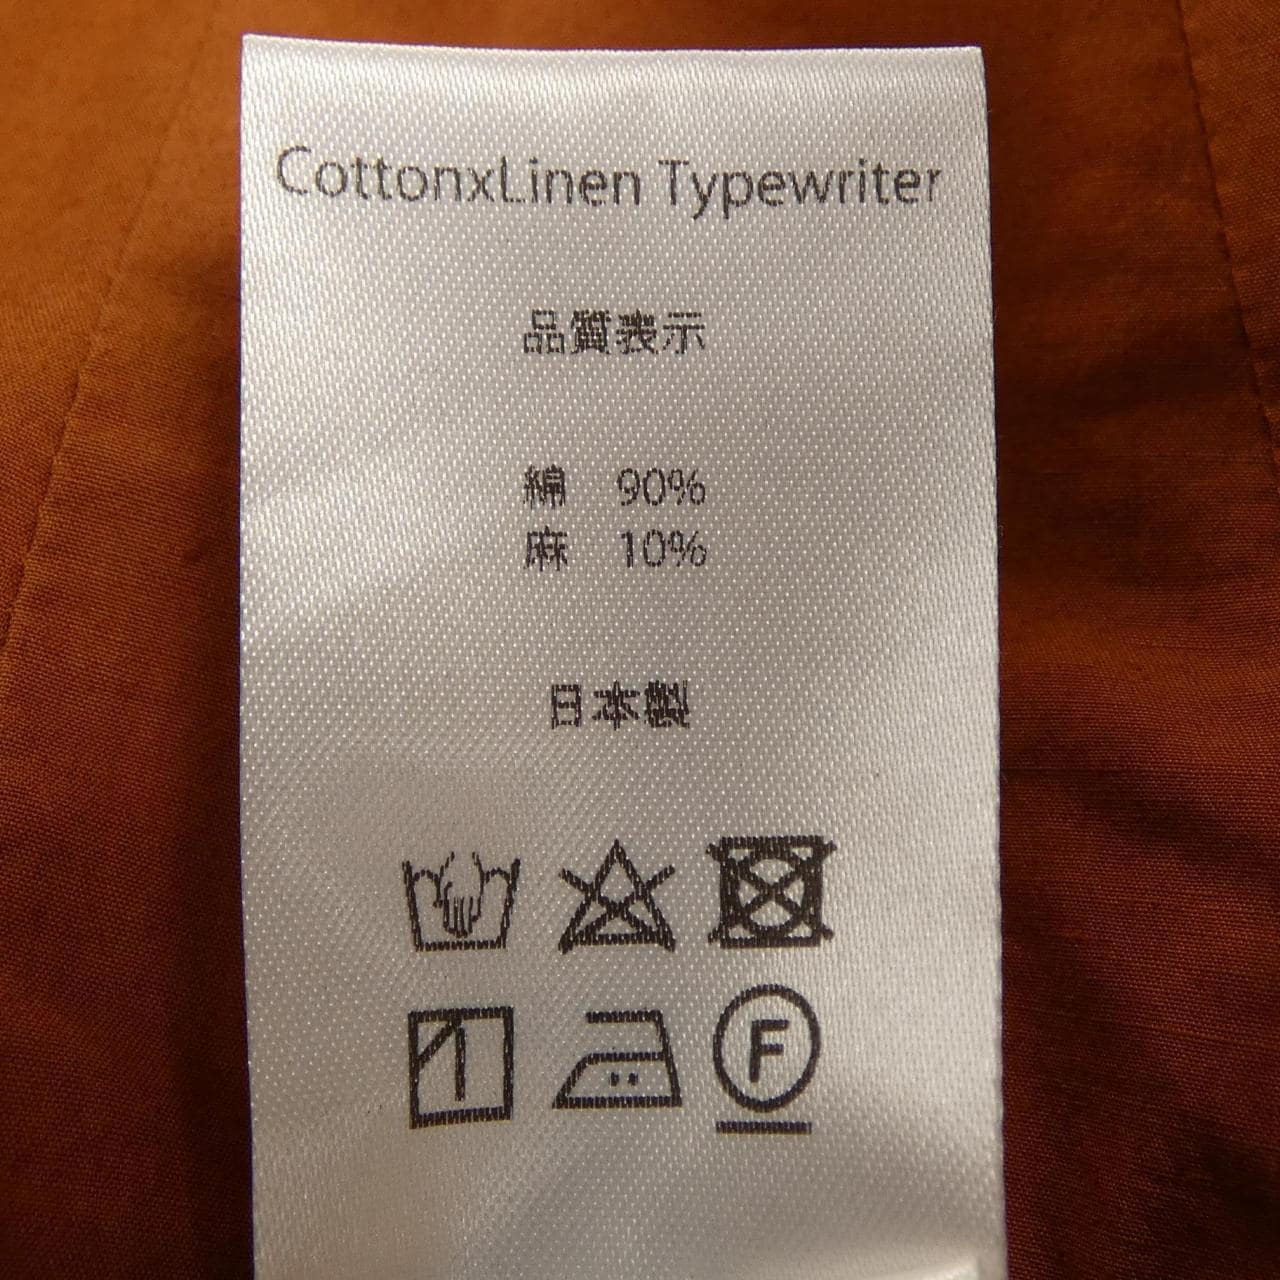 CottonxLinen Typewriter
品質表示
綿 90%
麻 10%
日本製
F